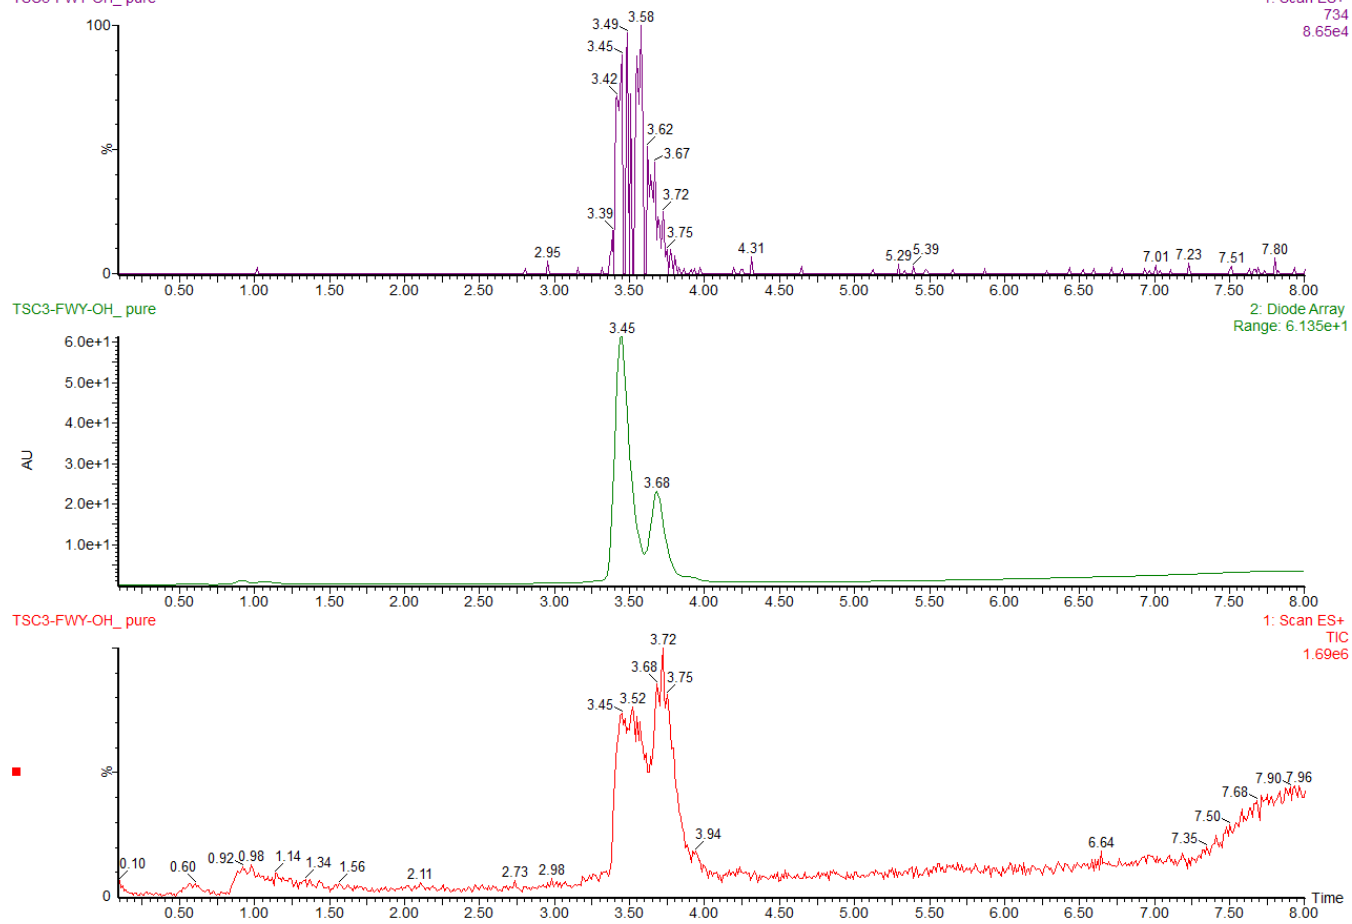 TSC3-FWY-OH_ pure
1: Scan ES+
734
8.65e4
100
%
0
3.58
3.49
3.45
3.42
3.62
3.67
3.72
3.39
3.75
2.95
4.31
5.29
5.39
7.01
7.23
7.51
7.80
0.50 1.00 1.50 2.00 2.50 3.00 3.50 4.00 4.50 5.00 5.50 6.00 6.50 7.00 7.50 8.00
TSC3-FWY-OH_ pure
2: Diode Array
Range: 6.135e+1
3.45
6.0e+1
5.0e+1
4.0e+1
AU
3.0e+1
3.68
2.0e+1
1.0e+1
0.50 1.00 1.50 2.00 2.50 3.00 3.50 4.00 4.50 5.00 5.50 6.00 6.50 7.00 7.50 8.00
TSC3-FWY-OH_ pure
1: Scan ES+
TIC
1.69e6
3.72
3.68
3.75
3.45
3.52
%
7.90
7.96
7.68
7.50
3.94
7.35
6.64
0.10
0.60
0.92
0.98
1.14
1.34
1.56
2.11
2.73
2.98
0
Time
0.50 1.00 1.50 2.00 2.50 3.00 3.50 4.00 4.50 5.00 5.50 6.00 6.50 7.00 7.50 8.00